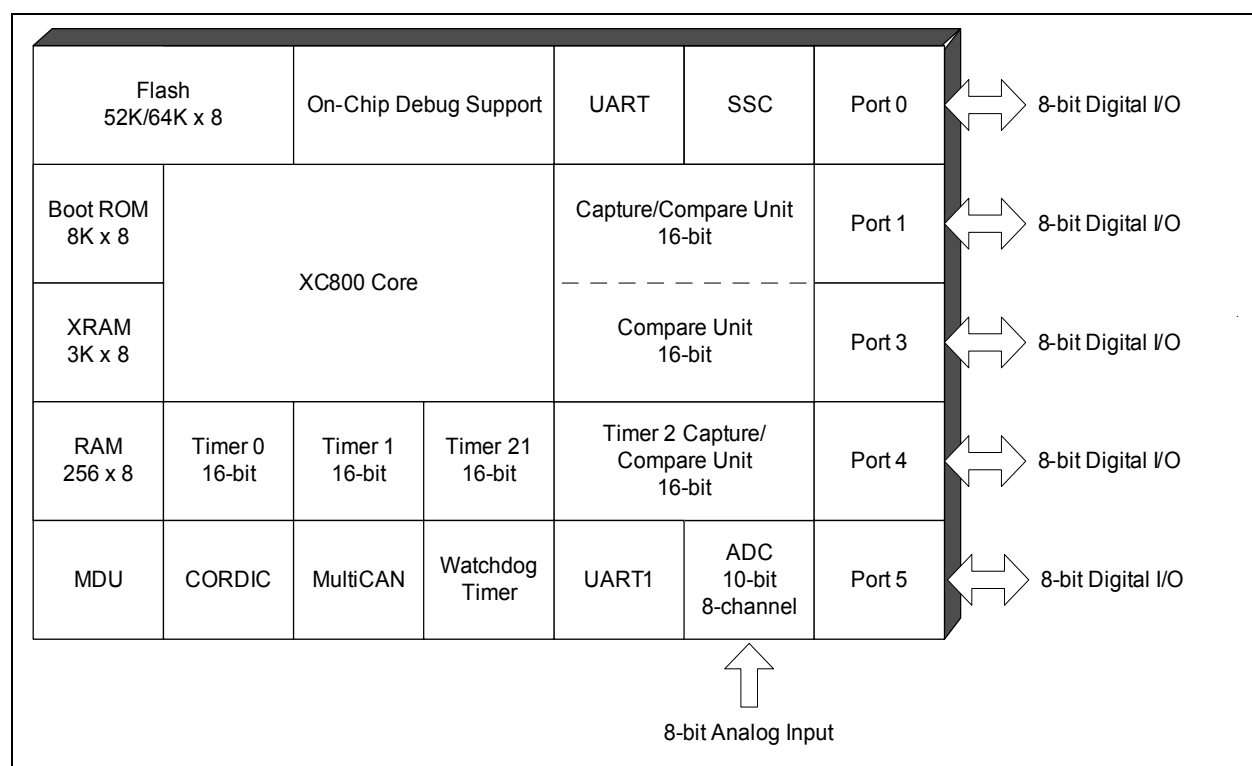 Flash
52K/64K x 8
On-Chip Debug Support
UART
SSC
Port 0
8-bit Digital I/O
Boot ROM
8K x 8
XC800 Core
Capture/Compare Unit
16-bit
Port 1
8-bit Digital I/O
XRAM
3K x 8
Compare Unit
16-bit
Port 3
8-bit Digital I/O
RAM
256 x 8
Timer 0
16-bit
Timer 1
16-bit
Timer 21
16-bit
Timer 2 Capture/
Compare Unit
16-bit
Port 4
8-bit Digital I/O
MDU
CORDIC
MultiCAN
Watchdog
Timer
UART1
ADC
10-bit
8-channel
Port 5
8-bit Digital I/O
8-bit Analog Input